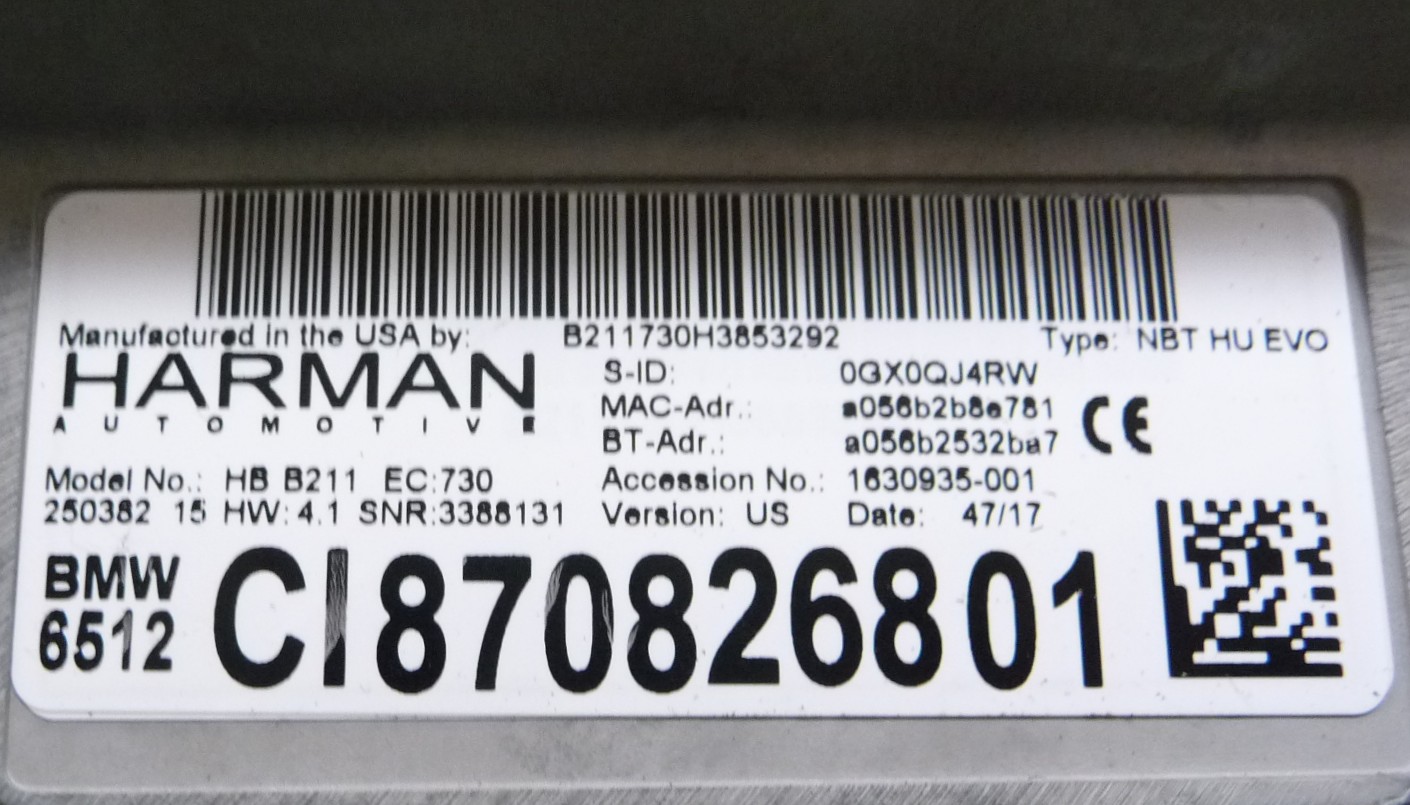 Manufactured in the USA by: B211730H3853292 Type: NBT HU EVO
HARMAN
AUTOMOTIVE
S-ID: 0GX0QJ4RW
MAC-Adr.: a056b2b8e781
BT-Adr.: a056b2532ba7
CE
Model No.: HB B211 EC:730 Accession No.: 1630935-001
250382 15 HW: 4.1 SNR:3388131 Version: US Date: 47/17
BMW
6512
CI870826801